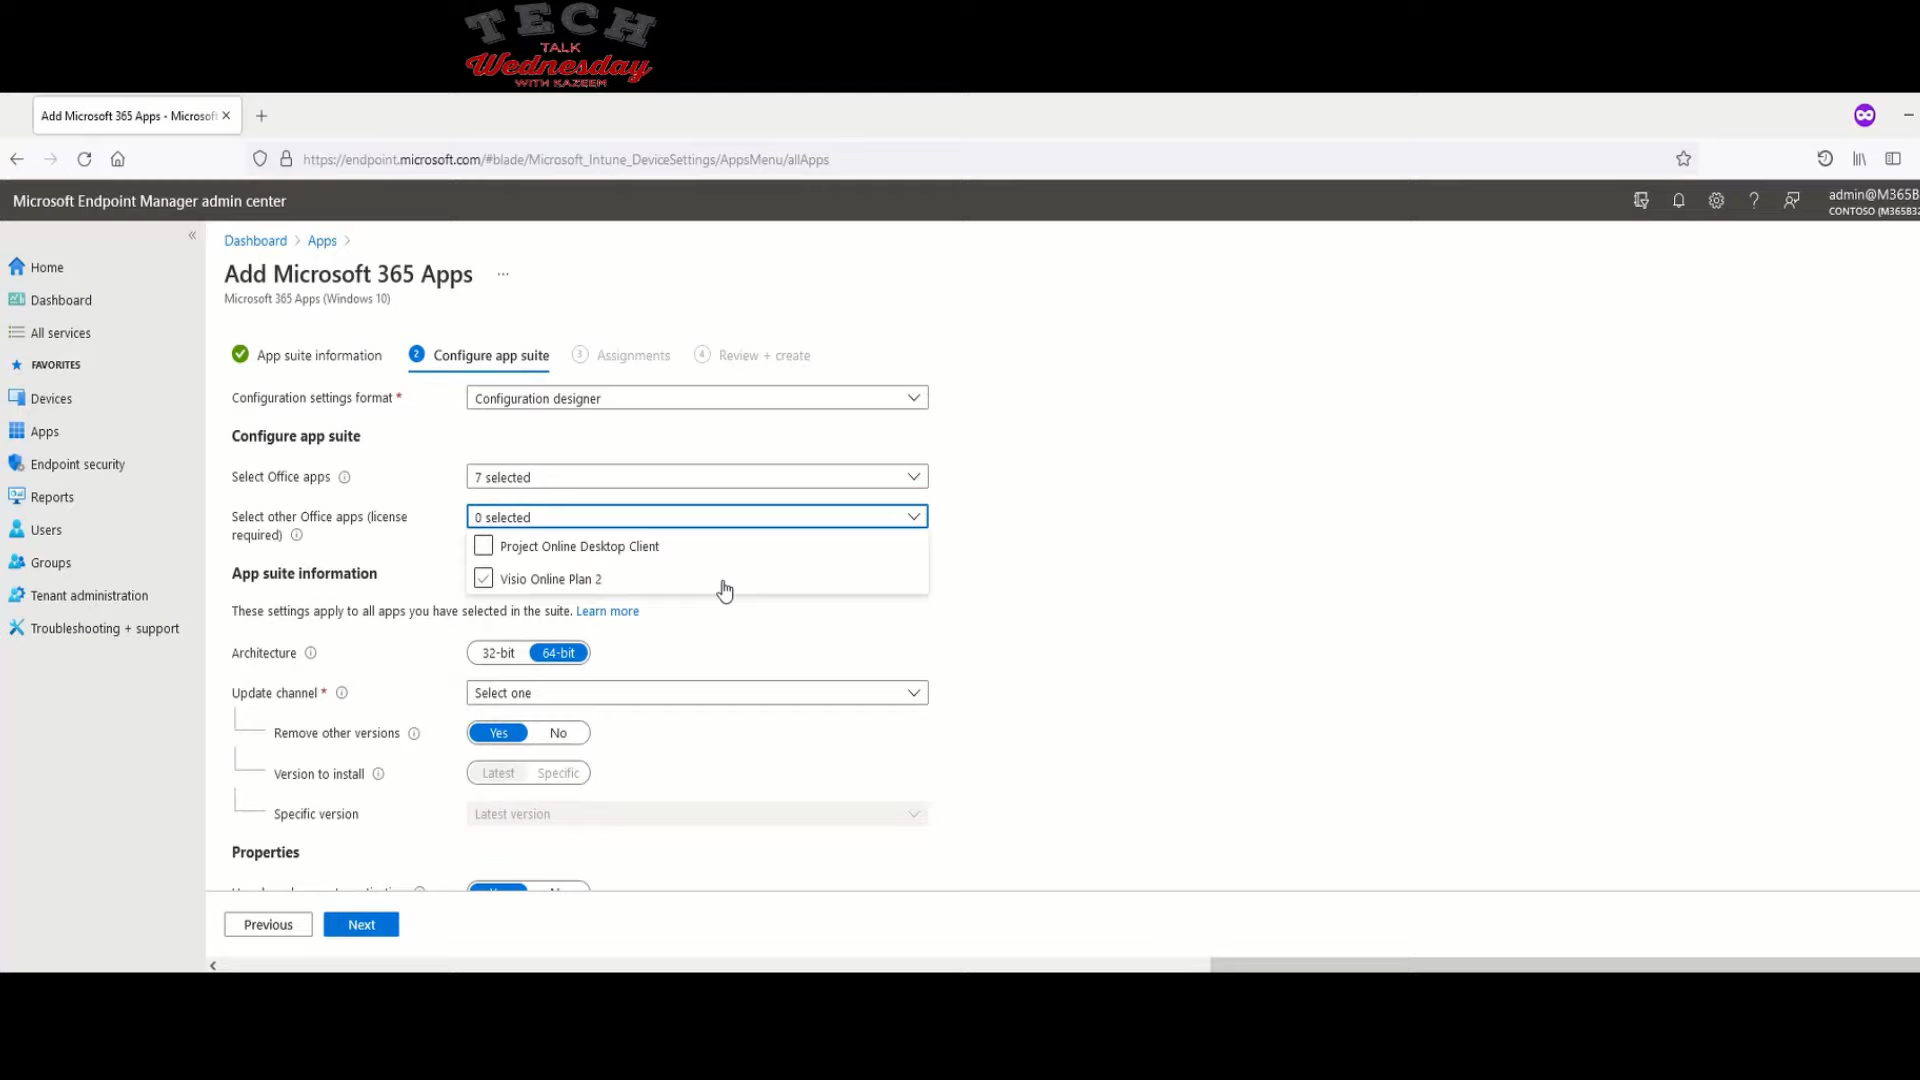 TECH
TALK
Wednesday
WITH KAZEEM
Add Microsoft 365 Apps - Microsoft
https://endpoint.microsoft.com/#blade/Microsoft_Intune_DeviceSettings/AppsMenu/allApps
Microsoft Endpoint Manager admin center
admin@M365B
CONTOSO (M365B32
Dashboard > Apps >
Add Microsoft 365 Apps ...
Microsoft 365 Apps (Windows 10)
Home
Dashboard
All services
FAVORITES
Devices
Apps
Endpoint security
Reports
Users
Groups
Tenant administration
Troubleshooting + support
App suite information
2 Configure app suite
3 Assignments
4 Review + create
Configuration settings format *
Configuration designer
Configure app suite
Select Office apps
7 selected
Select other Office apps (license
required)
0 selected
Project Online Desktop Client
Visio Online Plan 2
App suite information
These settings apply to all apps you have selected in the suite. Learn more
Architecture
32-bit 64-bit
Update channel *
Select one
Remove other versions
Yes No
Version to install
Latest Specific
Specific version
Latest version
Properties
Previous
Next